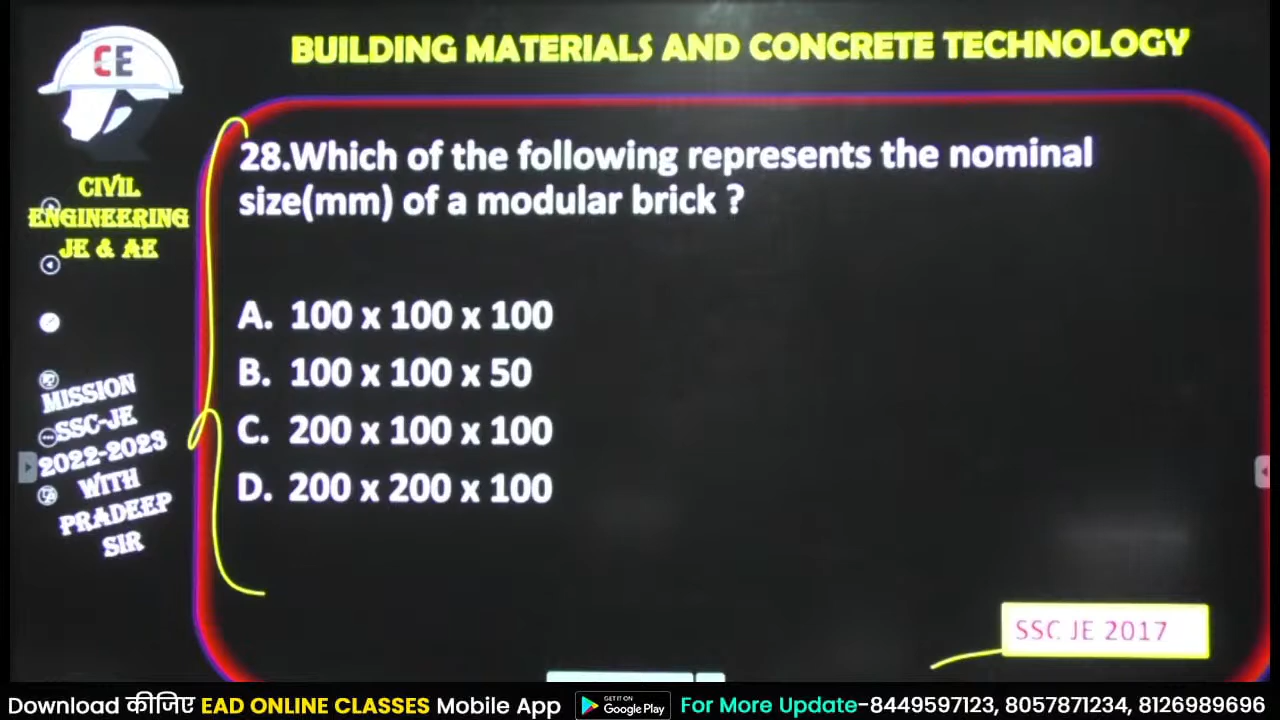 CE
BUILDING MATERIALS AND CONCRETE TECHNOLOGY
CIVIL
ENGINEERING
JE & AE
MISSION
SSC-JE
2022-2023
WITH
PRADEEP
SIR
28.Which of the following represents the nominal
size(mm) of a modular brick ?
A. 100 x 100 x 100
B. 100 x 100 x 50
C. 200 x 100 x 100
D. 200 x 200 x 100
SSC JE 2017
Download कीजिए EAD ONLINE CLASSES Mobile App GET IT ON Google Play For More Update-8449597123, 8057871234, 8126989696